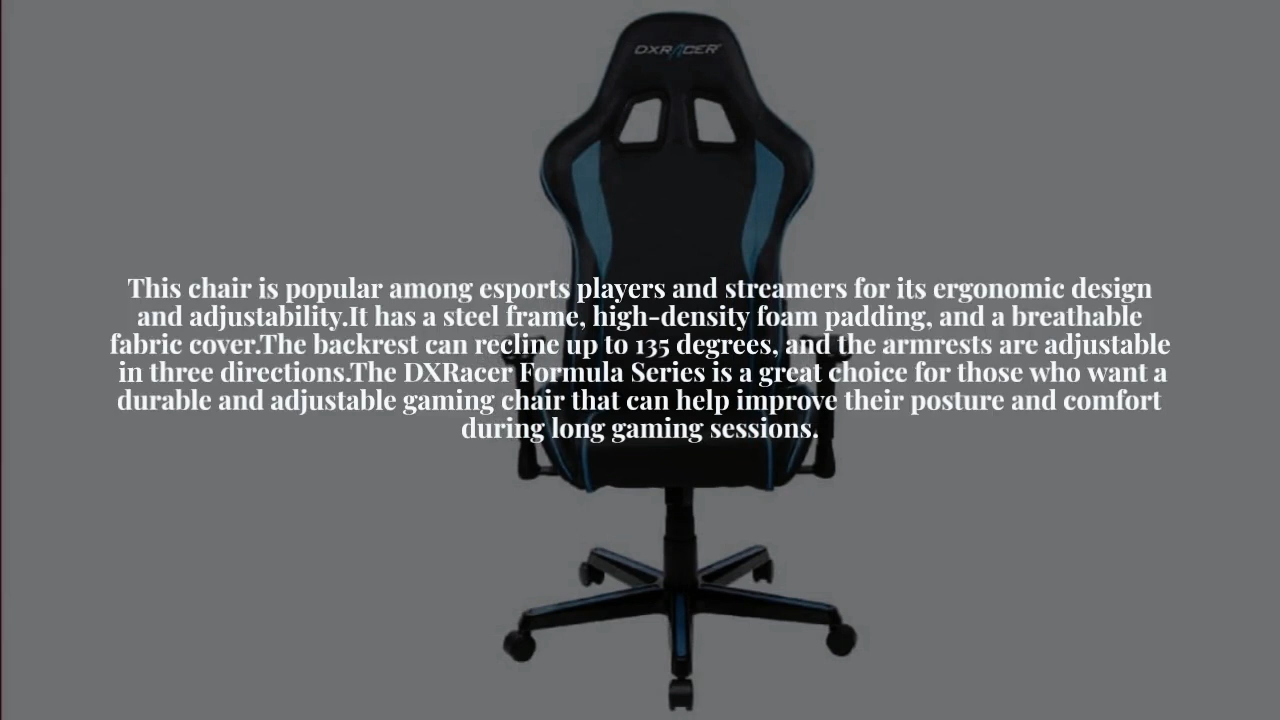 DXRACER
This chair is popular among esports players and streamers for its ergonomic design
and adjustability.It has a steel frame, high-density foam padding, and a breathable
fabric cover.The backrest can recline up to 135 degrees, and the armrests are adjustable
in three directions.The DXRacer Formula Series is a great choice for those who want a
durable and adjustable gaming chair that can help improve their posture and comfort
during long gaming sessions.